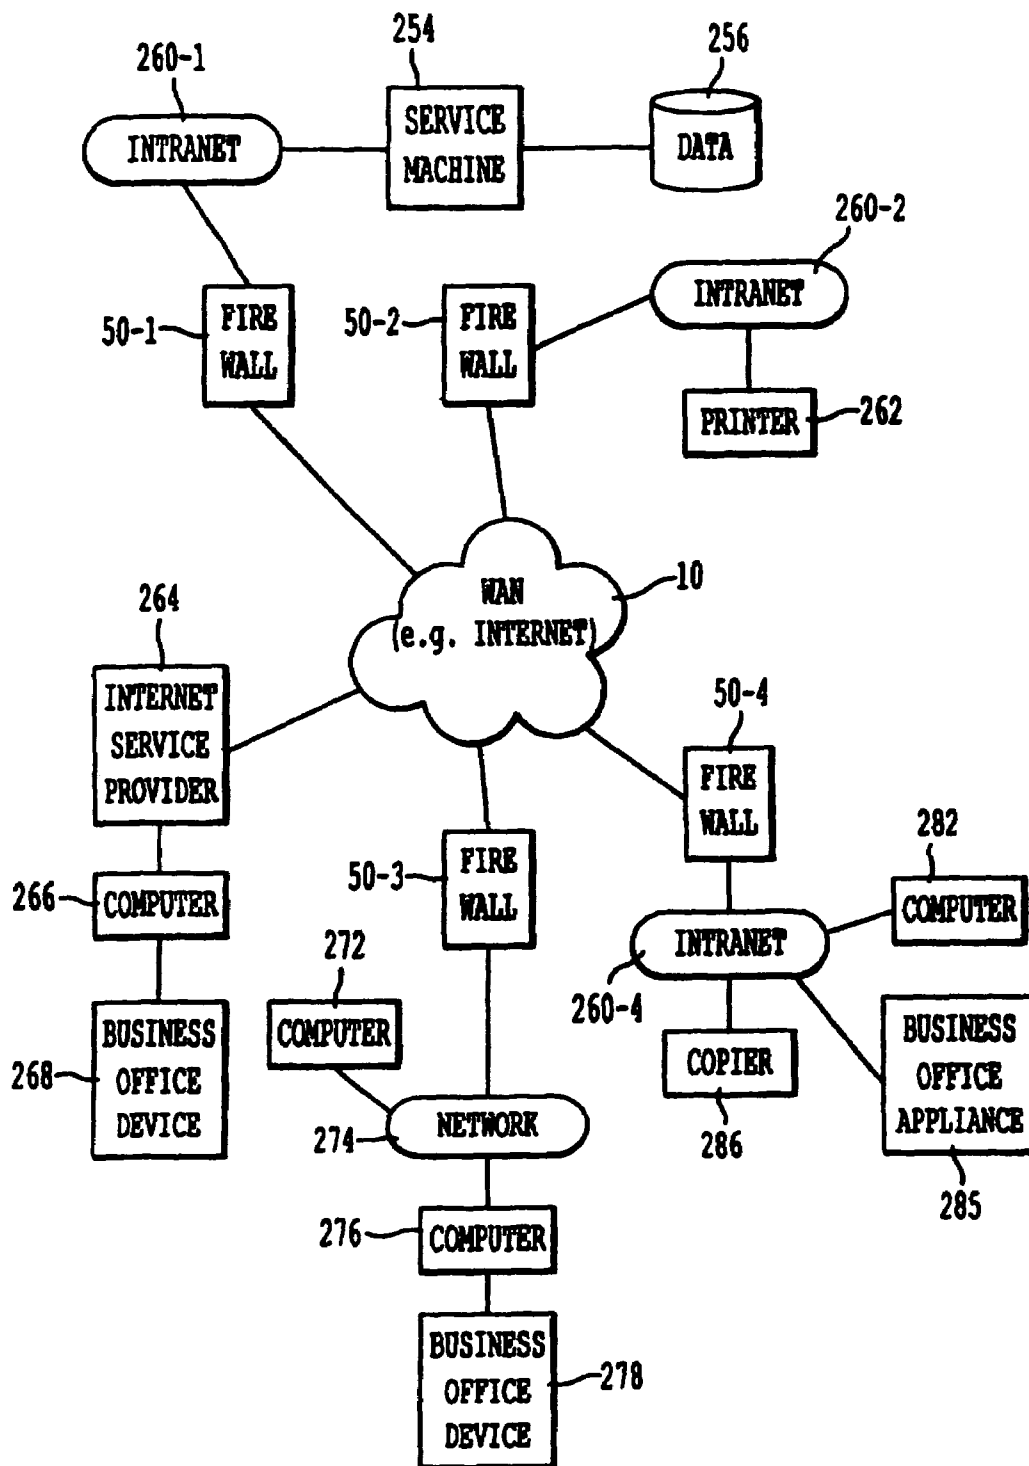 254
256
260-1
SERVICE
MACHINE
INTRANET
DATA
260-2
INTRANET
50-1
FIRE
WALL
50-2
FIRE
WALL
PRINTER
262
WAN
(e.g. INTERNET)
10
264
INTERNET
SERVICE
PROVIDER
50-4
FIRE
WALL
282
COMPUTER
266
COMPUTER
50-3
FIRE
WALL
INTRANET
260-4
272
COMPUTER
268
BUSINESS
OFFICE
DEVICE
COPIER
286
BUSINESS
OFFICE
APPLIANCE
285
NETWORK
274
276
COMPUTER
BUSINESS
OFFICE
DEVICE
278